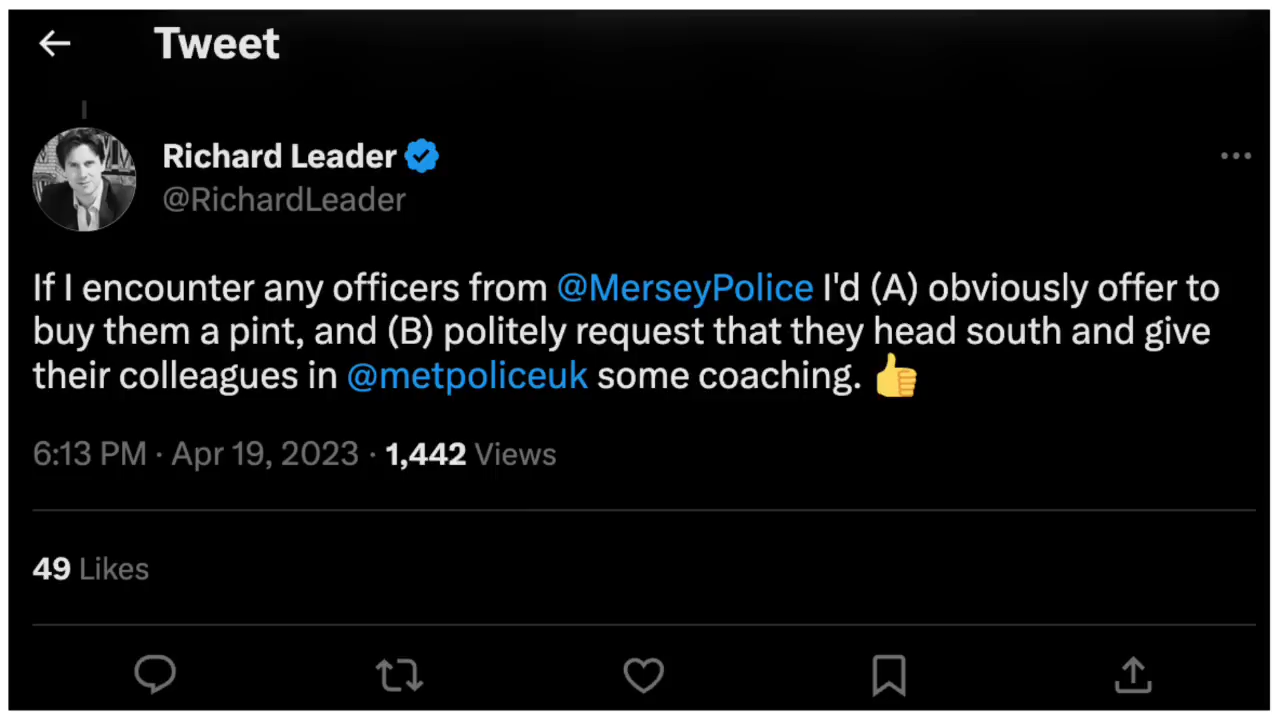 Tweet
Richard Leader
@RichardLeader
If I encounter any officers from @MerseyPolice I'd (A) obviously offer to
buy them a pint, and (B) politely request that they head south and give
their colleagues in @metpoliceuk some coaching. 👍
6:13 PM · Apr 19, 2023 · 1,442 Views
49 Likes